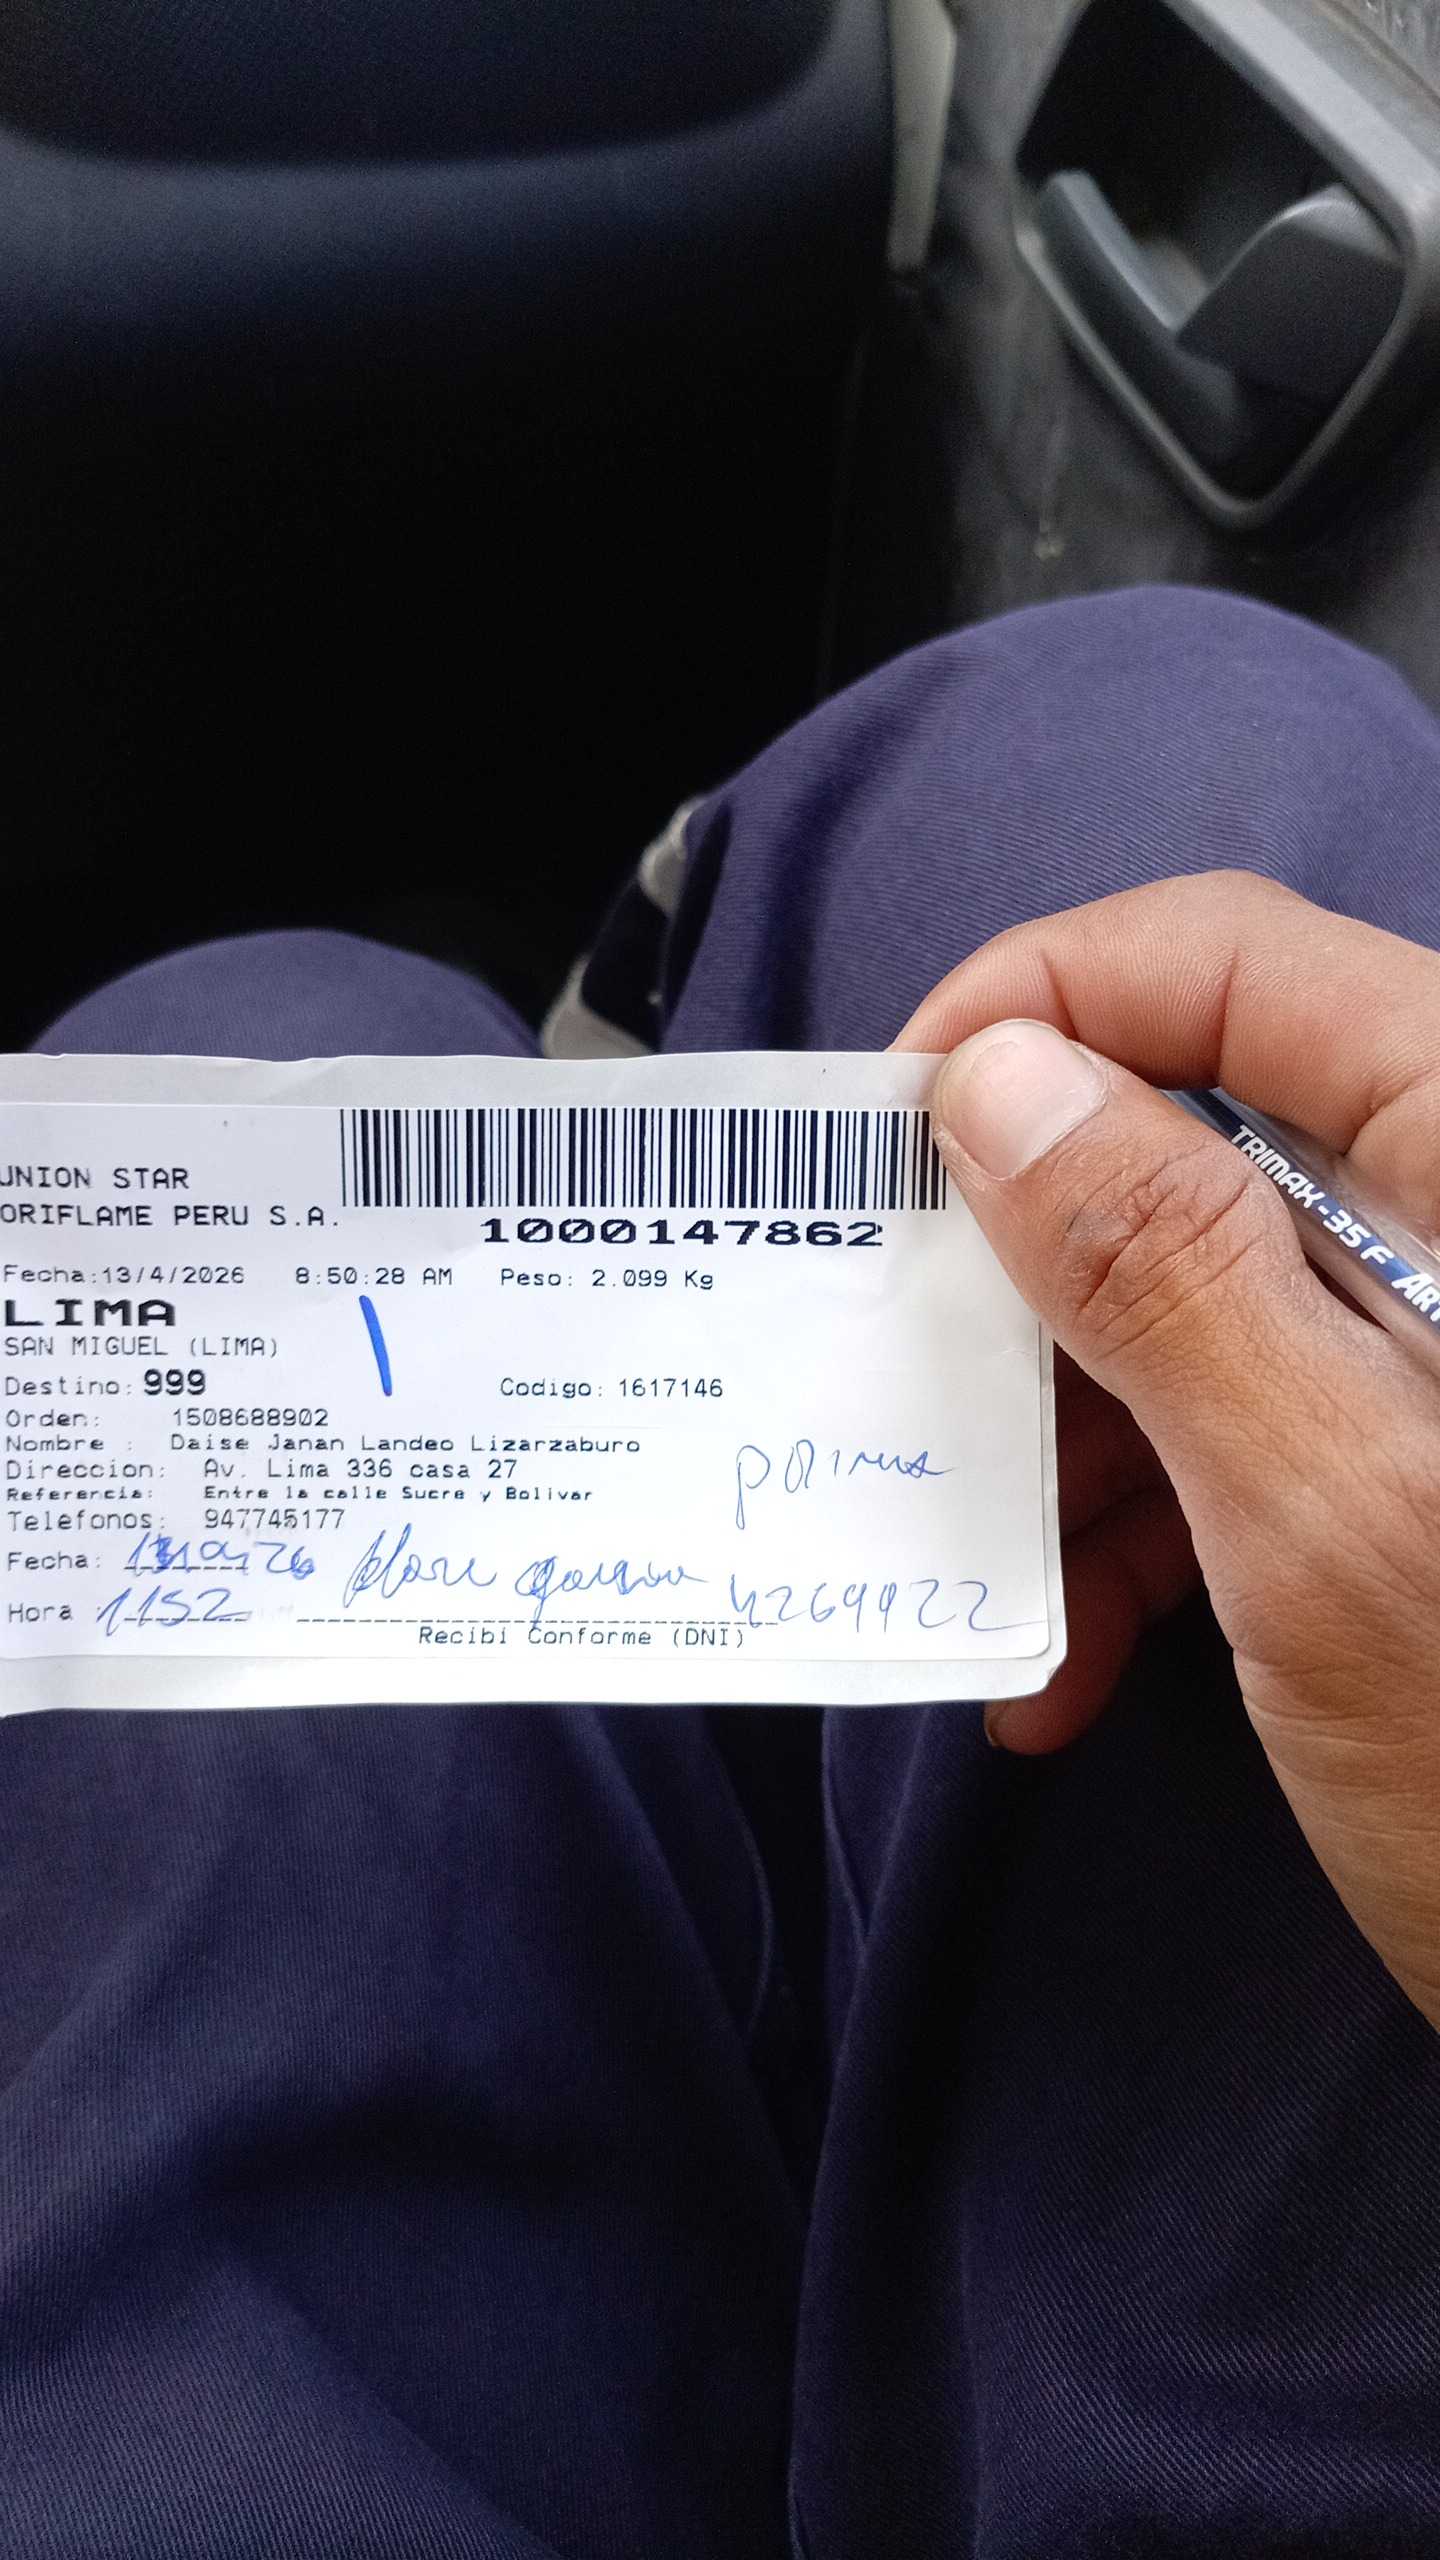 UNION STAR
ORIFLAME PERU S.A.
1000147862
Fecha:13/4/2026 8:50:28 AM Peso: 2.099 Kg
LIMA
SAN MIGUEL (LIMA)
Destino: 999 Codigo: 1617146
Orden: 1508688902
Nombre : Daise Janan Landeo Lizarzaburo
Direccion: Av. Lima 336 casa 27
Referencia: Entre la calle Sucre y Bolivar
Telefonos: 947745177
Fecha:
Hora 1152
Recibi Conforme (DNI)
TRIMAX-35 F